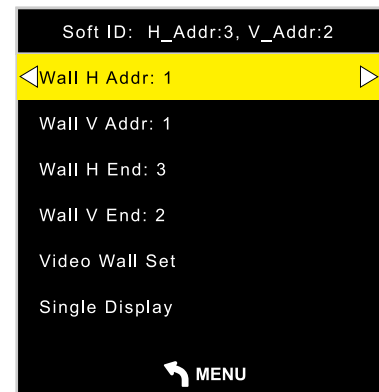 Soft ID: H_Addr:3, V_Addr:2
Wall H Addr: 1
Wall V Addr: 1
Wall H End: 3
Wall V End: 2
Video Wall Set
Single Display
MENU